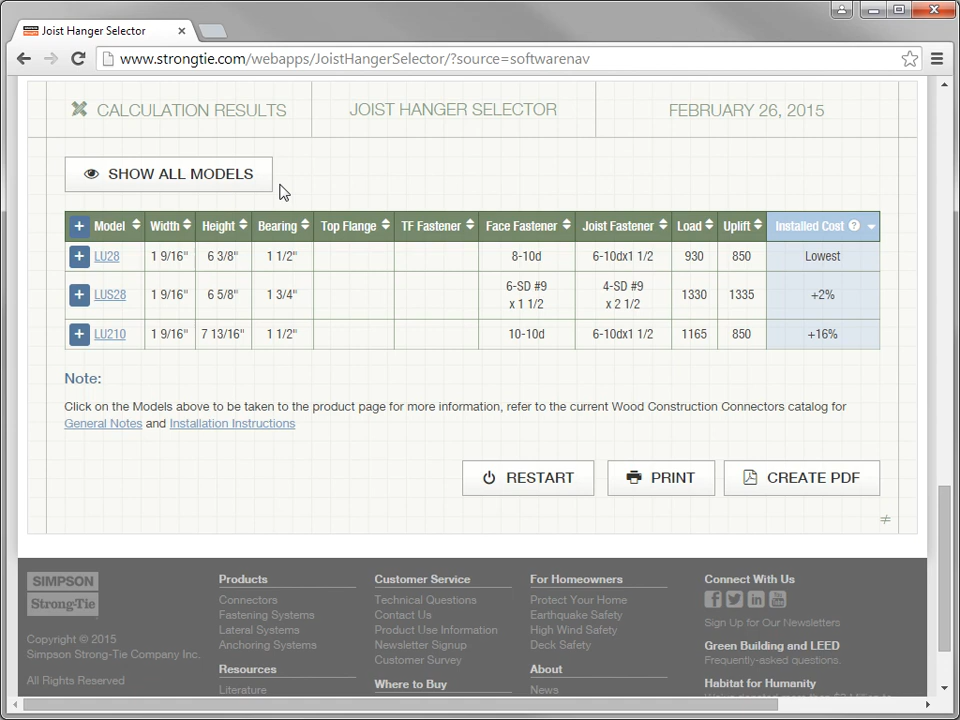 Joist Hanger Selector
www.strongtie.com/webapps/JoistHangerSelector/?source=softwarenav
CALCULATION RESULTS JOIST HANGER SELECTOR FEBRUARY 26, 2015
SHOW ALL MODELS
Model Width Height Bearing Top Flange TF Fastener Face Fastener Joist Fastener Load Uplift Installed Cost
LU28 1 9/16" 6 3/8" 1 1/2" 8-10d 6-10dx1 1/2 930 850 Lowest
LUS28 1 9/16" 6 5/8" 1 3/4" 6-SD #9 x 1 1/2 4-SD #9 x 2 1/2 1330 1335 +2%
LU210 1 9/16" 7 13/16" 1 1/2" 10-10d 6-10dx1 1/2 1165 850 +16%
Note:
Click on the Models above to be taken to the product page for more information, refer to the current Wood Construction Connectors catalog for
General Notes and Installation Instructions
RESTART PRINT CREATE PDF
SIMPSON
Strong-Tie
Copyright © 2015
Simpson Strong-Tie Company Inc.
All Rights Reserved
Products
Connectors
Fastening Systems
Lateral Systems
Anchoring Systems
Resources
Literature
Customer Service
Technical Questions
Contact Us
Product Use Information
Newsletter Signup
Customer Survey
Where to Buy
For Homeowners
Protect Your Home
Earthquake Safety
High Wind Safety
Deck Safety
About
News
Connect With Us
Sign Up for Our Newsletters
Green Building and LEED
Frequently-asked questions.
Habitat for Humanity